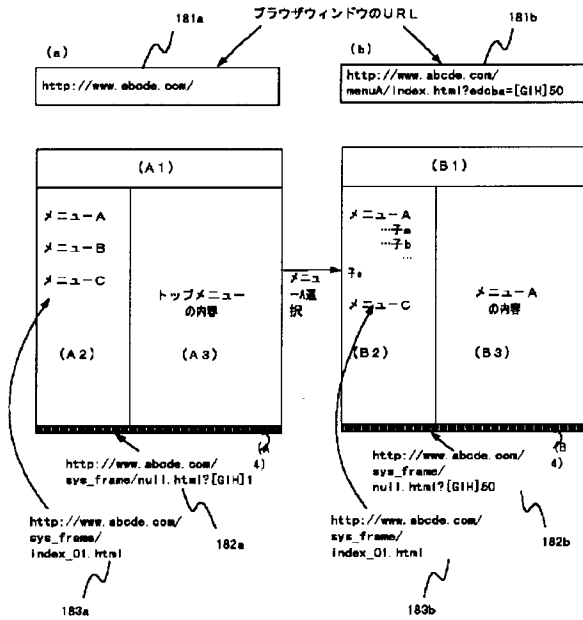 ブラウザウィンドウのURL
181a
181b
(a)
(b)
http://www.abcde.com/
http://www.abcde.com/
menuA/index.html?edcba=[GIH]50
(A1)
メニューA
メニューB
メニューC
トップメニュー
の内容
(A2)
(A3)
(A
4)
メニュ
ーA選
択
(B1)
メニューA
…子a
…子b
…
子e
メニューC
メニューA
の内容
(B2)
(B3)
(B
4)
http://www.abcde.com/
sys_frame/null.html?[GIH]1
182a
http://www.abcde.com/
sys_frame/
index_01.html
183a
http://www.abcde.com/
sys_frame/
null.html?[GIH]50
182b
http://www.abcde.com/
sys_frame/
index_01.html
183b